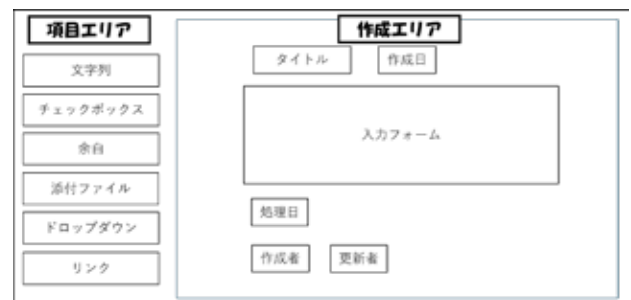 項目エリア
文字列
チェックボックス
余白
添付ファイル
ドロップダウン
リンク
作成エリア
タイトル
作成日
入力フォーム
処理日
作成者
更新者